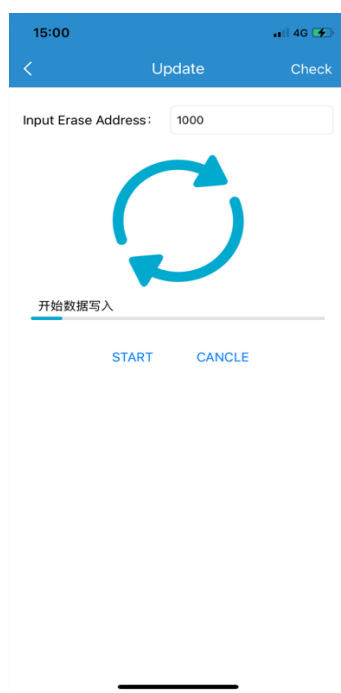 15:00 4G
Update Check
Input Erase Address： 1000
开始数据写入
START CANCLE